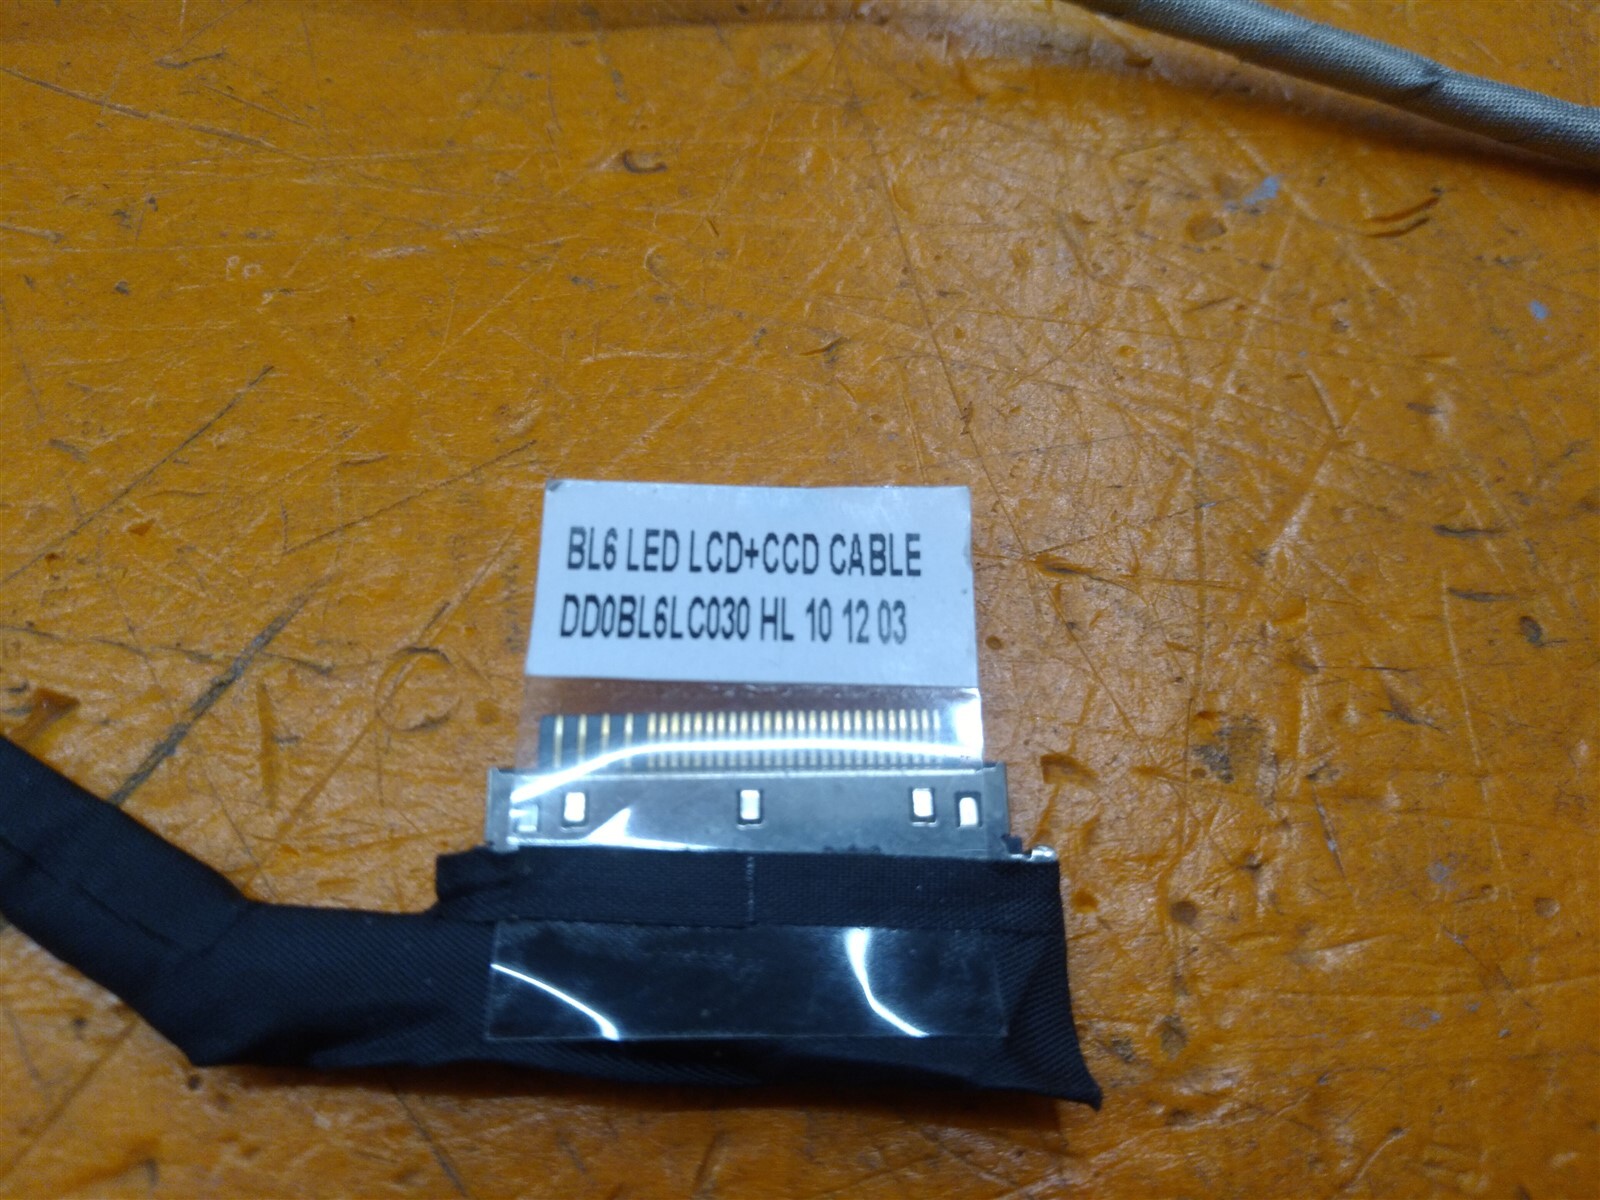 BL6 LED LCD+CCD CABLE
DD0BL6LC030 HL 10 12 03